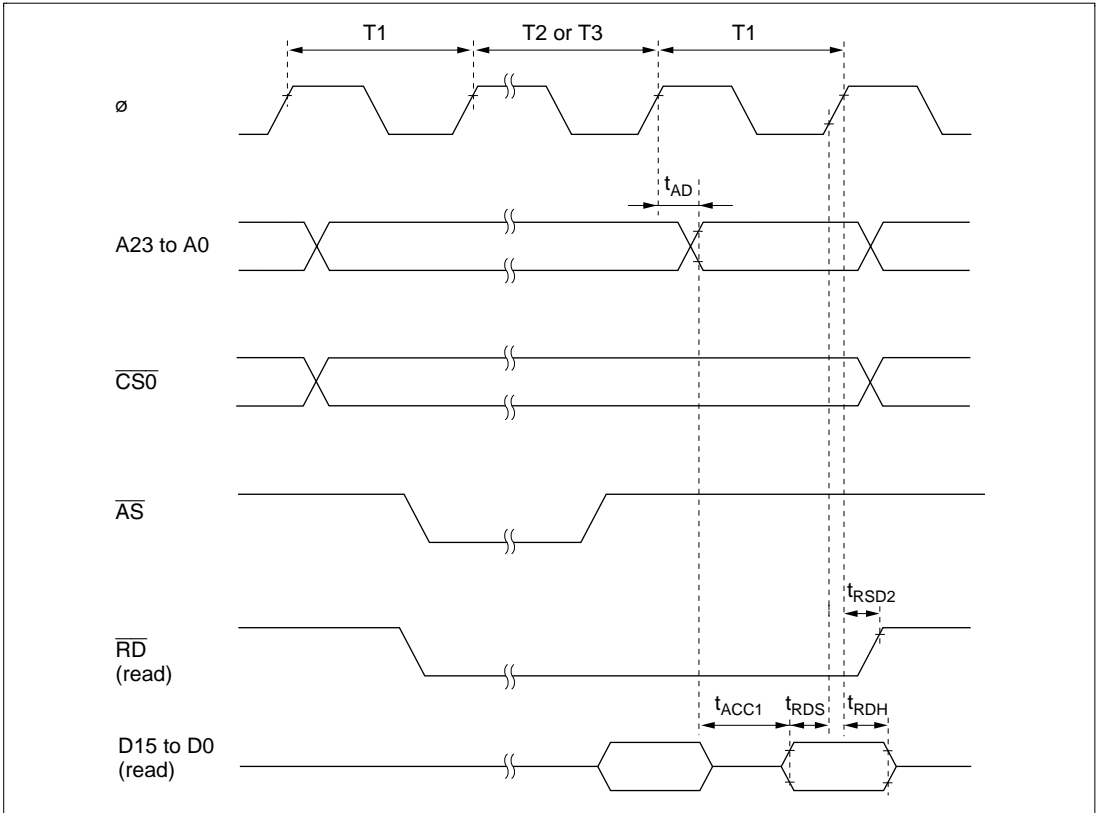 T1 T2 or T3 T1
ø
tAD
A23 to A0
CS0
AS
tRSD2
RD
(read)
tACC1 tRDS tRDH
D15 to D0
(read)